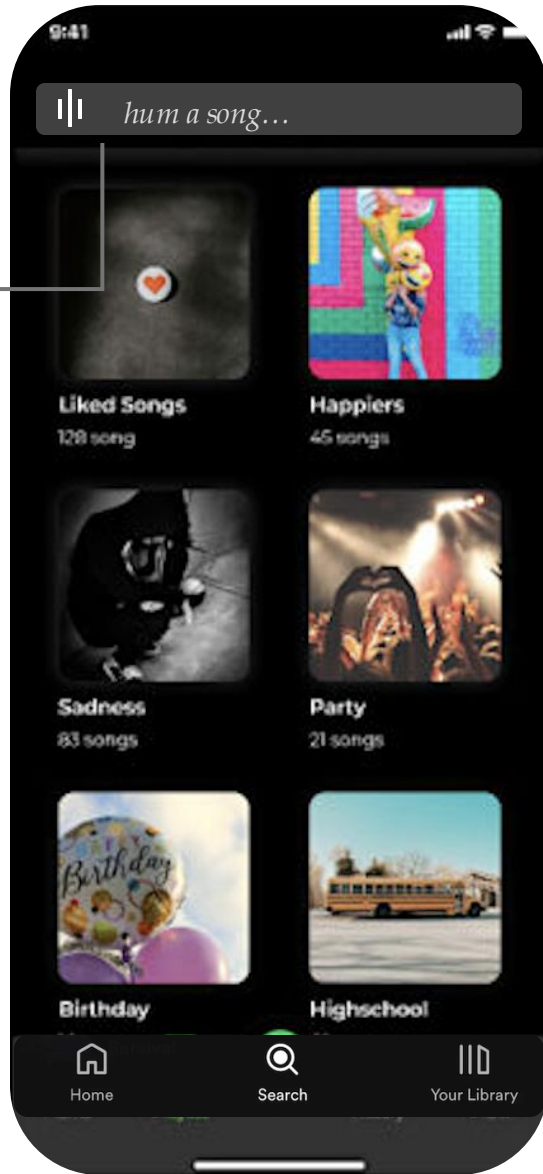 9:41
hum a song...
Liked Songs
Happiers
128 song
45 songs
Sadness
Party
83 songs
21 songs
Birthday
Birthday
Highschool
Home
Search
Your Library